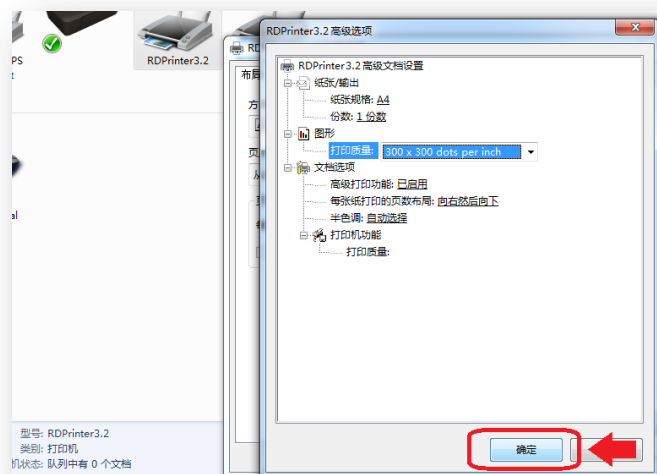 RDPrinter3.2 高级选项
PS
RDPrinter3.2
RD
布局
方
页
从
al
RDPrinter3.2 高级文档设置
纸张/输出
纸张规格: A4
份数: 1 份数
图形
打印质量: 300 x 300 dots per inch
文档选项
高级打印功能: 已启用
每张纸打印的页数布局: 向右然后向下
半色调: 自动选择
打印机功能
打印质量:
确定
型号: RDPrinter3.2
类别: 打印机
机状态: 队列中有 0 个文档